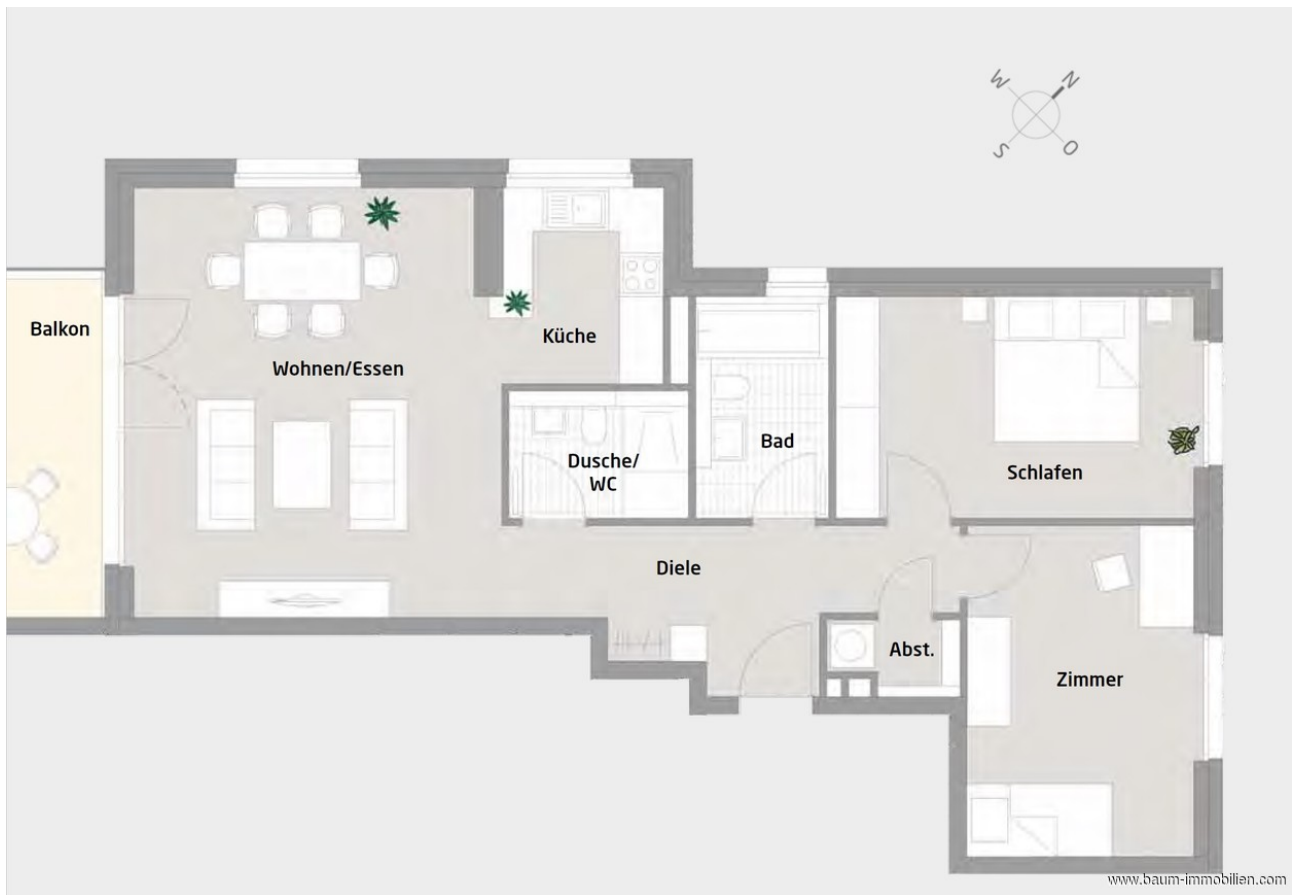 W
N
S
O
Balkon
Küche
Wohnen/Essen
Bad
Dusche/
WC
Schlafen
Diele
Abst.
Zimmer
www.baum-immobilien.com